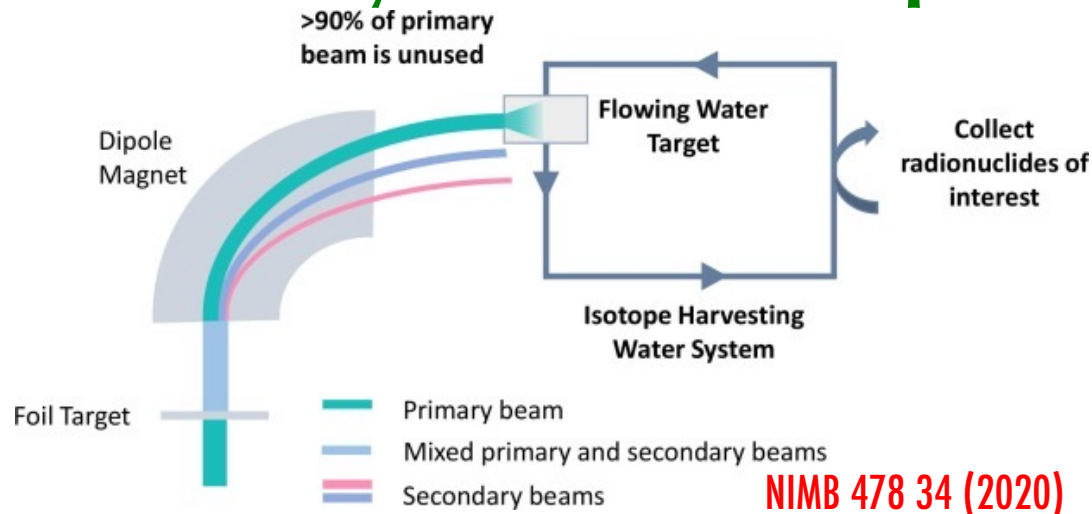 >90% of primary
beam is unused
Dipole
Magnet
Flowing Water
Target
Collect
radionuclides of
interest
Isotope Harvesting
Water System
Foil Target
Primary beam
Mixed primary and secondary beams
Secondary beams
NIMB 478 34 (2020)